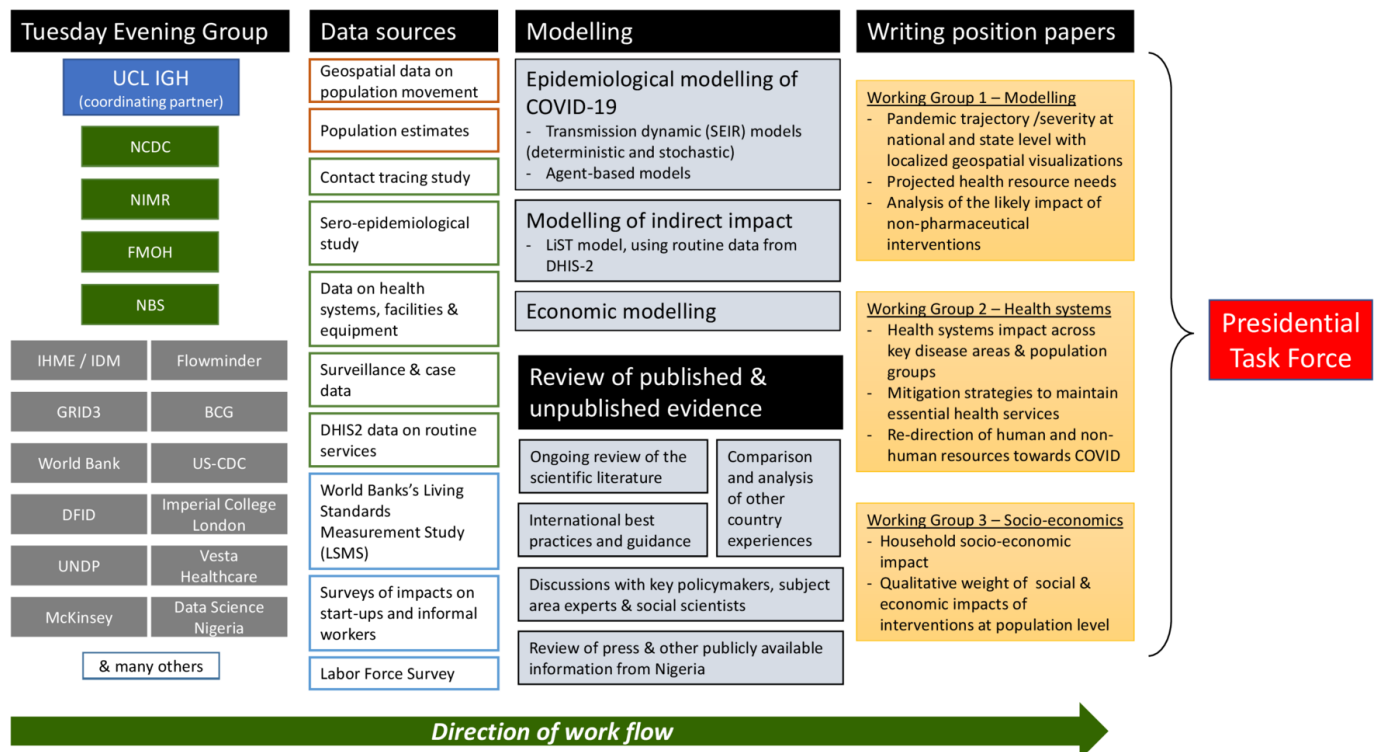 Tuesday Evening Group
UCL IGH
(coordinating partner)
NCDC
NIMR
FMOH
NBS
IHME / IDM
Flowminder
GRID3
BCG
World Bank
US-CDC
DFID
Imperial College
London
UNDP
Vesta
Healthcare
McKinsey
Data Science
Nigeria
& many others
Data sources
Geospatial data on
population movement
Population estimates
Contact tracing study
Sero-epidemiological
study
Data on health
systems, facilities &
equipment
Surveillance & case
data
DHIS2 data on routine
services
World Banks's Living
Standards
Measurement Study
(LSMS)
Surveys of impacts on
start-ups and informal
workers
Labor Force Survey
Modelling
Epidemiological modelling of
COVID-19
- Transmission dynamic (SEIR) models
(deterministic and stochastic)
- Agent-based models
Modelling of indirect impact
- LiST model, using routine data from
DHIS-2
Economic modelling
Review of published &
unpublished evidence
Ongoing review of the
scientific literature
International best
practices and guidance
Comparison
and analysis
of other
country
experiences
Discussions with key policymakers, subject
area experts & social scientists
Review of press & other publicly available
information from Nigeria
Writing position papers
Working Group 1 – Modelling
- Pandemic trajectory /severity at
national and state level with
localized geospatial visualizations
- Projected health resource needs
- Analysis of the likely impact of
non-pharmaceutical
interventions
Working Group 2 – Health systems
- Health systems impact across
key disease areas & population
groups
- Mitigation strategies to maintain
essential health services
- Re-direction of human and non-
human resources towards COVID
Working Group 3 – Socio-economics
- Household socio-economic
impact
- Qualitative weight of social &
economic impacts of
interventions at population level
Presidential
Task Force
Direction of work flow